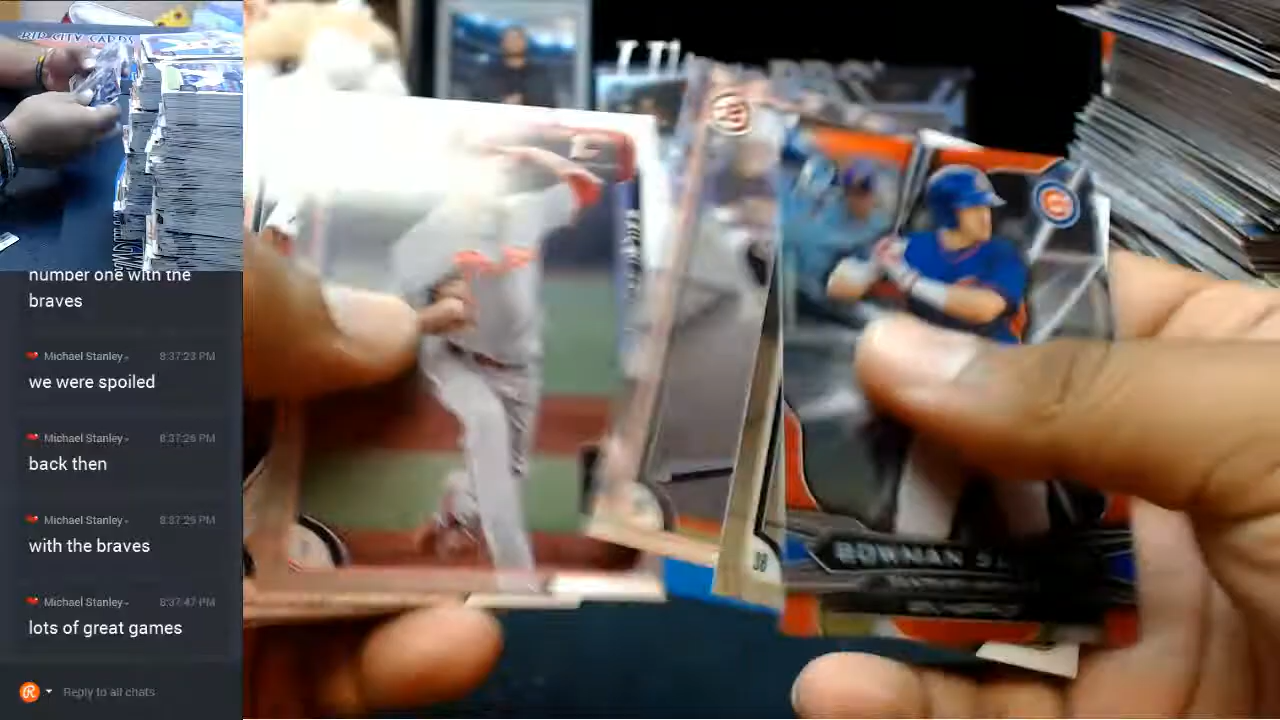 RIP CITY CARDS
number one with the
braves
Michael Stanley
8:37:23 PM
we were spoiled
Michael Stanley
8:37:26 PM
back then
Michael Stanley
8:37:29 PM
with the braves
Michael Stanley
8:37:47 PM
lots of great games
Reply to all chats
BOWMAN